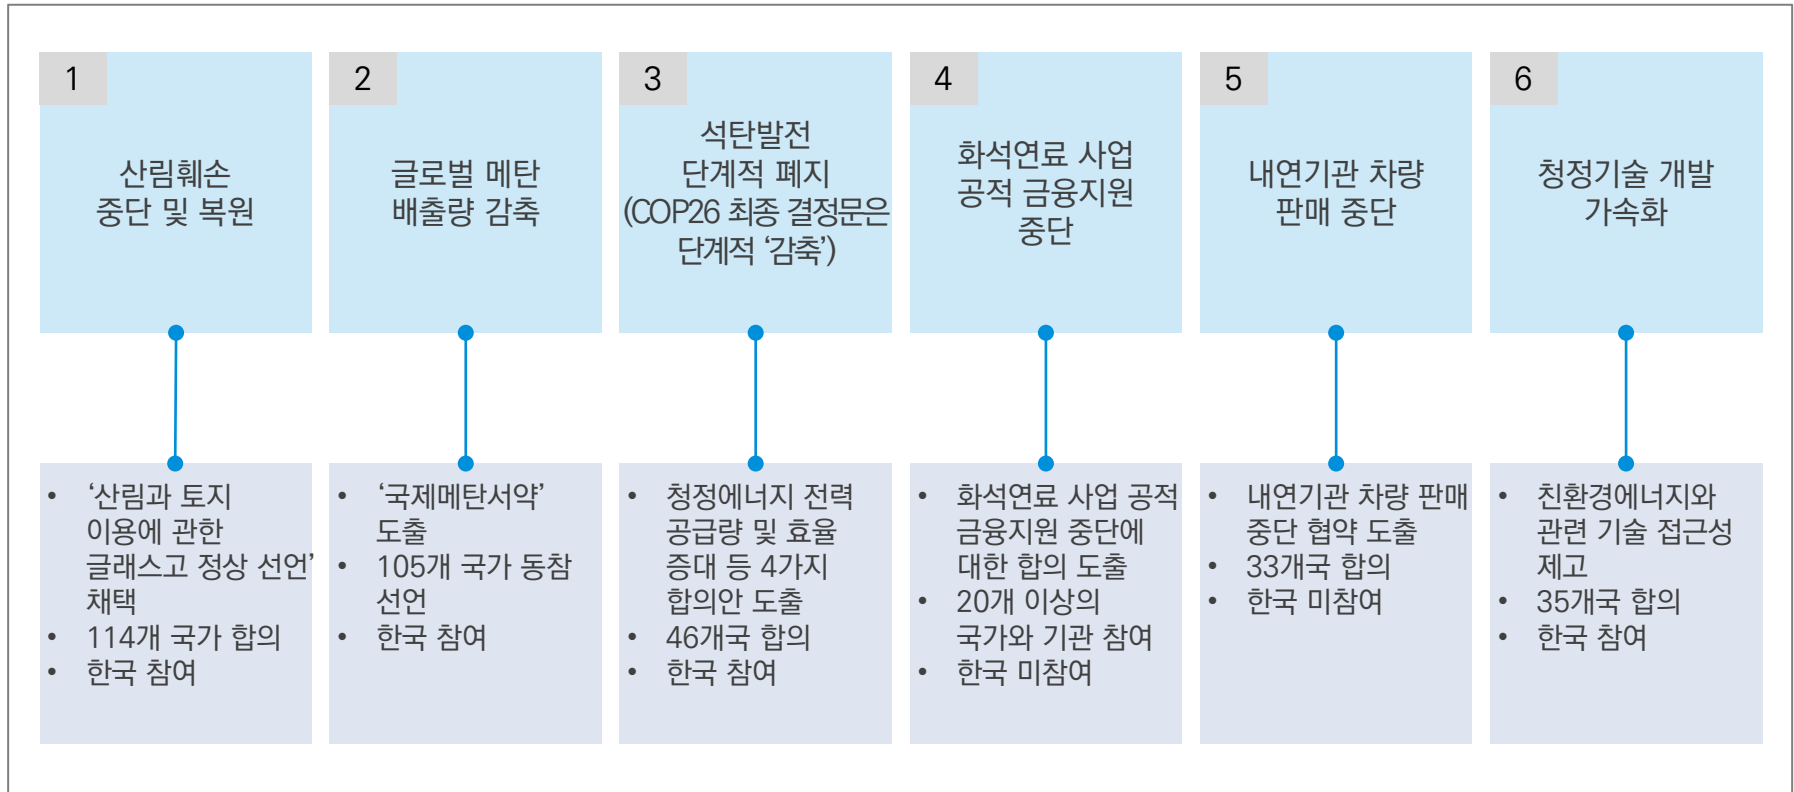 1
산림훼손
중단 및 복원
2
글로벌 메탄
배출량 감축
3
석탄발전
단계적 폐지
(COP26 최종 결정문은
단계적 ‘감축’)
4
화석연료 사업
공적 금융지원
중단
5
내연기관 차량
판매 중단
6
청정기술 개발
가속화
• ‘산림과 토지
이용에 관한
글래스고 정상 선언’
채택
• 114개 국가 합의
• 한국 참여
• ‘국제메탄서약’
도출
• 105개 국가 동참
선언
• 한국 참여
• 청정에너지 전력
공급량 및 효율
증대 등 4가지
합의안 도출
• 46개국 합의
• 한국 참여
• 화석연료 사업 공적
금융지원 중단에
대한 합의 도출
• 20개 이상의
국가와 기관 참여
• 한국 미참여
• 내연기관 차량 판매
중단 협약 도출
• 33개국 합의
• 한국 미참여
• 친환경에너지와
관련 기술 접근성
제고
• 35개국 합의
• 한국 참여